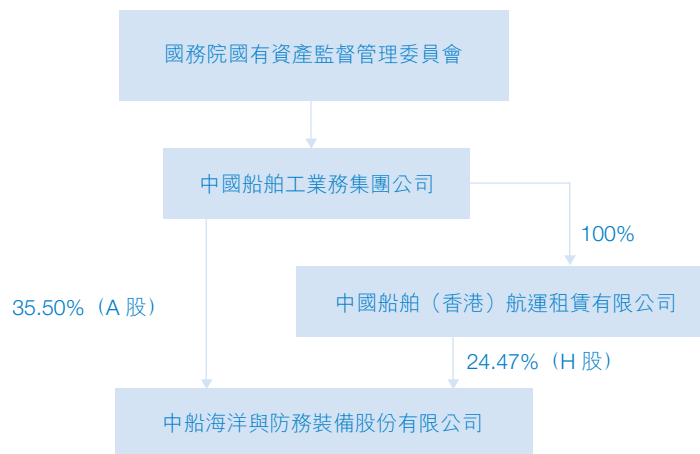 國務院國有資產監督管理委員會
中國船舶工業務集團公司
100%
中國船舶（香港）航運租賃有限公司
35.50%（A 股）
24.47%（H 股）
中船海洋與防務裝備股份有限公司